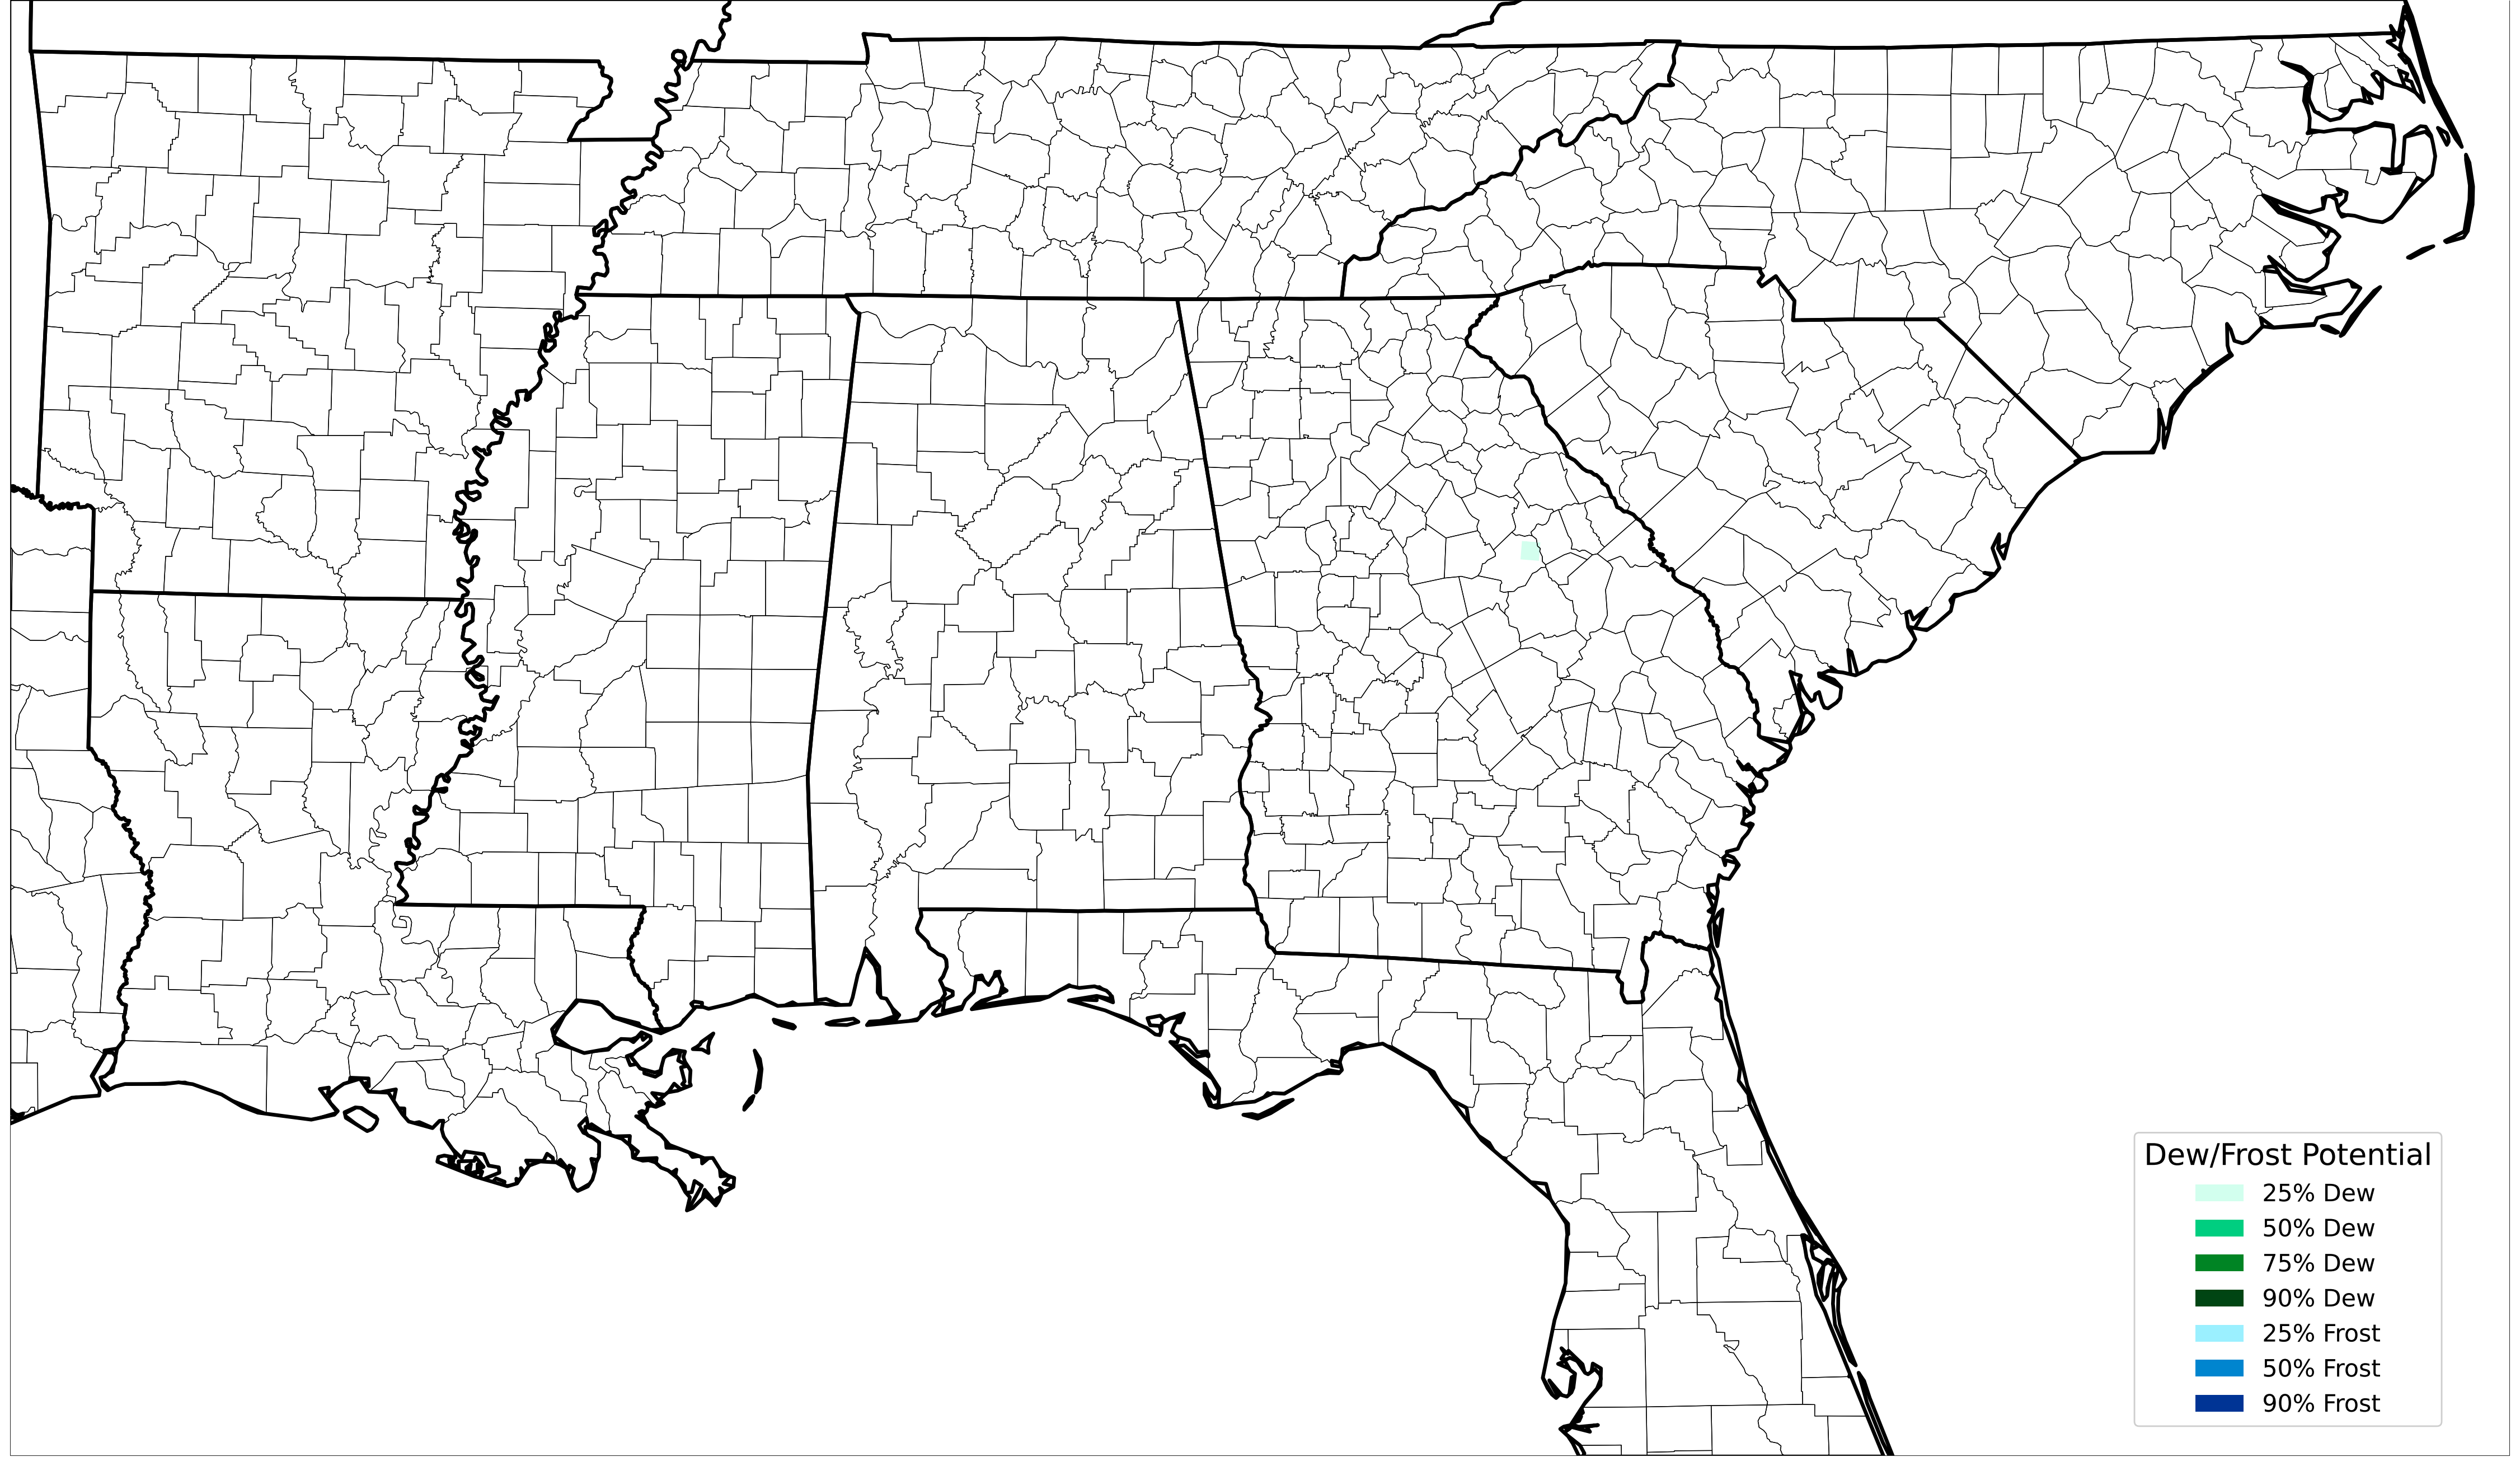 Dew/Frost Potential
25% Dew
50% Dew
75% Dew
90% Dew
25% Frost
50% Frost
90% Frost